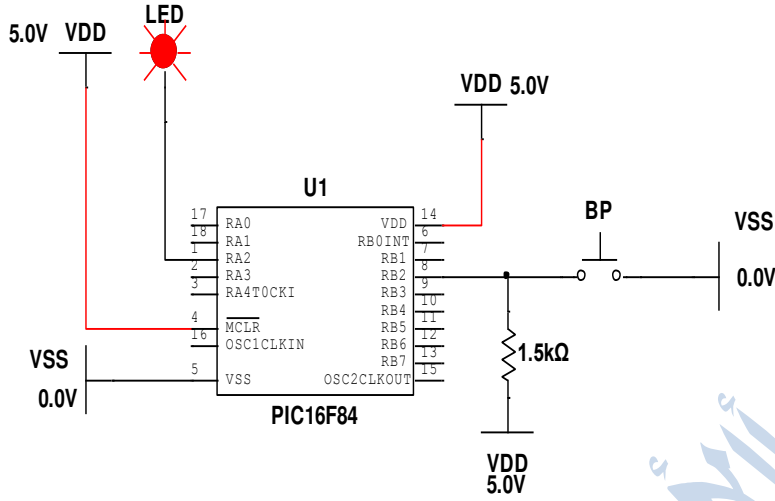 LED
5.0V VDD
VDD 5.0V
U1
17 RA0
18 RA1
1 RA2
2 RA3
3 RA4T0CKI
4 MCLR
16 OSC1CLKIN
5 VSS
VDD 14
RB0INT 6
RB1 7
RB2 8
RB3 9
RB4 10
RB5 11
RB6 12
RB7 13
OSC2CLKOUT 15
PIC16F84
BP
VSS
0.0V
1.5kΩ
VDD
5.0V
VSS
0.0V